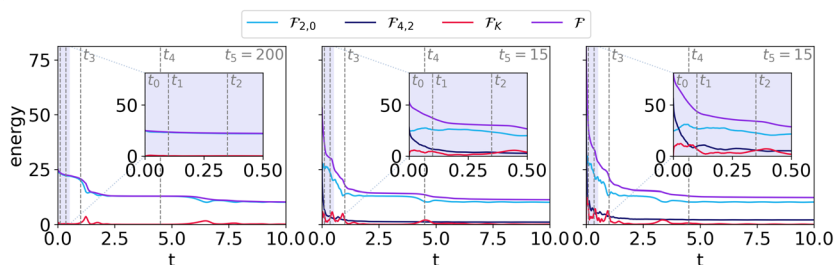 F2,0 F4,2 FK F
t3 t4 t5 = 200 t3 t4 t5 = 15 t3 t4 t5 = 15
75
50
25
0
energy
t0 t1 t2 t0 t1 t2 t0 t1 t2
50 50 50
0 0 0
0.00 0.25 0.50 0.00 0.25 0.50 0.00 0.25 0.50
0.0 2.5 5.0 7.5 10.0 0.0 2.5 5.0 7.5 10.0 0.0 2.5 5.0 7.5 10.0
t t t